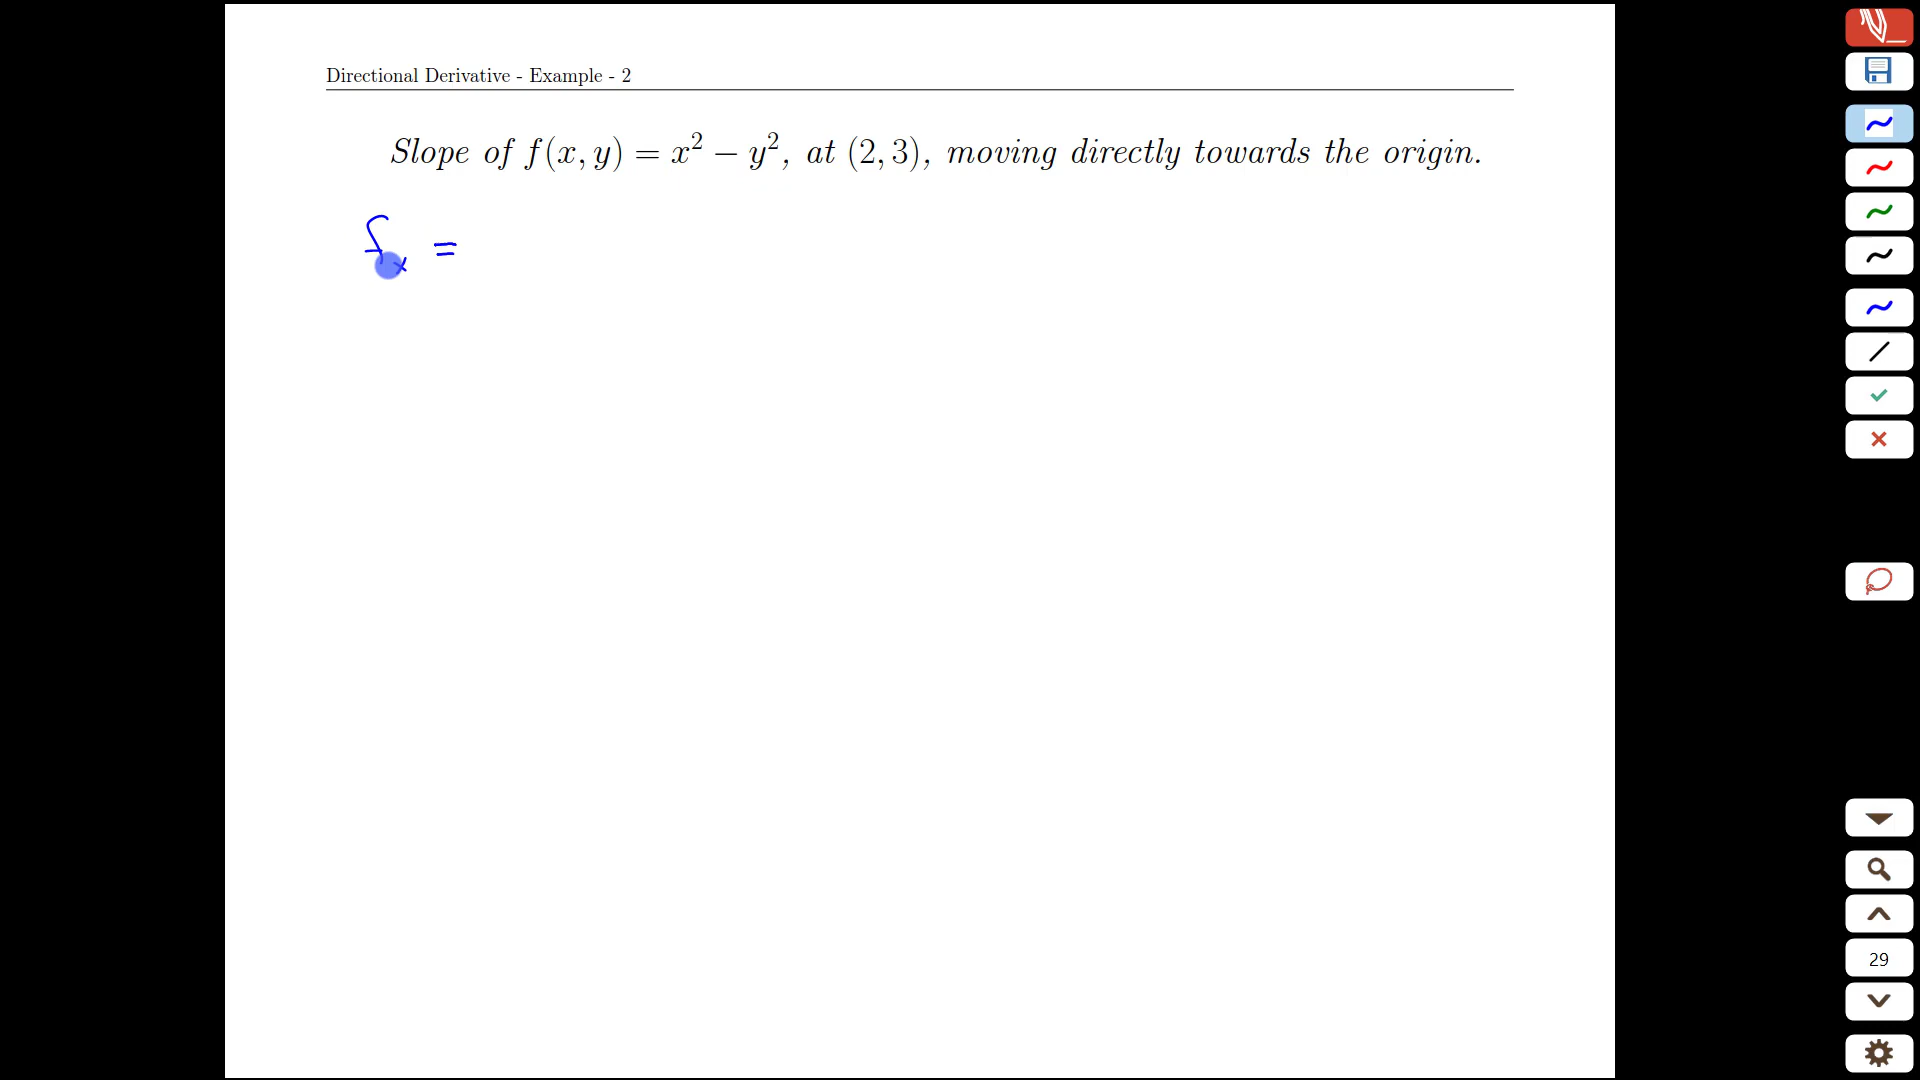 Directional Derivative - Example - 2
Slope of f(x, y) = x² − y², at (2, 3), moving directly towards the origin.
fₓ =
29